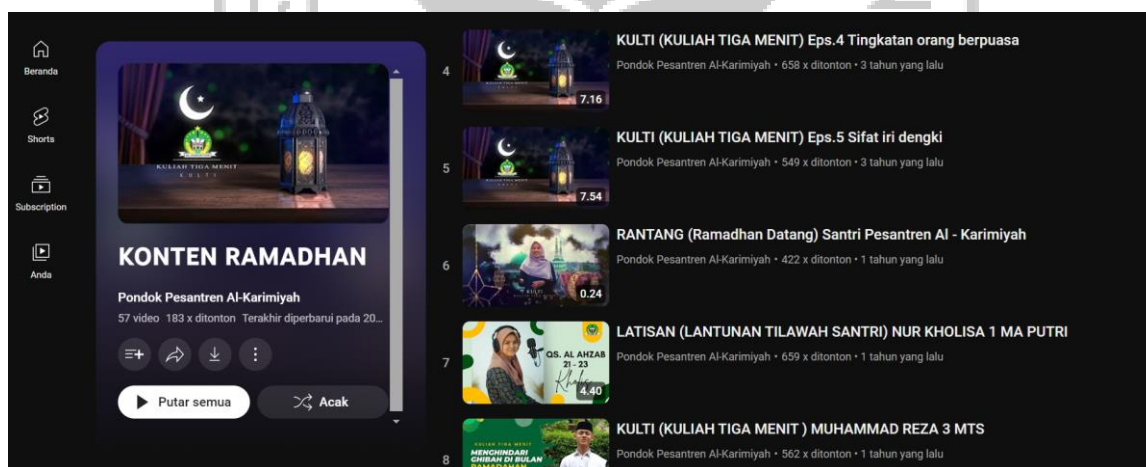 Beranda
Shorts
Subscription
Anda
KULIAH TIGA MENIT
KULTI
KONTEN RAMADHAN
Pondok Pesantren Al-Karimiyah
57 video 183 x ditonton Terakhir diperbarui pada 20...
Putar semua
Acak
4
7.16
KULTI (KULIAH TIGA MENIT) Eps.4 Tingkatan orang berpuasa
Pondok Pesantren Al-Karimiyah • 658 x ditonton • 3 tahun yang lalu
5
7.54
KULTI (KULIAH TIGA MENIT) Eps.5 Sifat iri dengki
Pondok Pesantren Al-Karimiyah • 549 x ditonton • 3 tahun yang lalu
6
0.24
RANTANG (Ramadhan Datang) Santri Pesantren Al - Karimiyah
Pondok Pesantren Al-Karimiyah • 422 x ditonton • 1 tahun yang lalu
7
QS. AL AHZAB
21 - 23
Kholisa
4.40
LATISAN (LANTUNAN TILAWAH SANTRI) NUR KHOLISA 1 MA PUTRI
Pondok Pesantren Al-Karimiyah • 659 x ditonton • 1 tahun yang lalu
8
KULIAH TIGA MENIT
MENGHINDARI
GHIBAH DI BULAN
RAMADAHAN
KULTI (KULIAH TIGA MENIT ) MUHAMMAD REZA 3 MTS
Pondok Pesantren Al-Karimiyah • 562 x ditonton • 1 tahun yang lalu